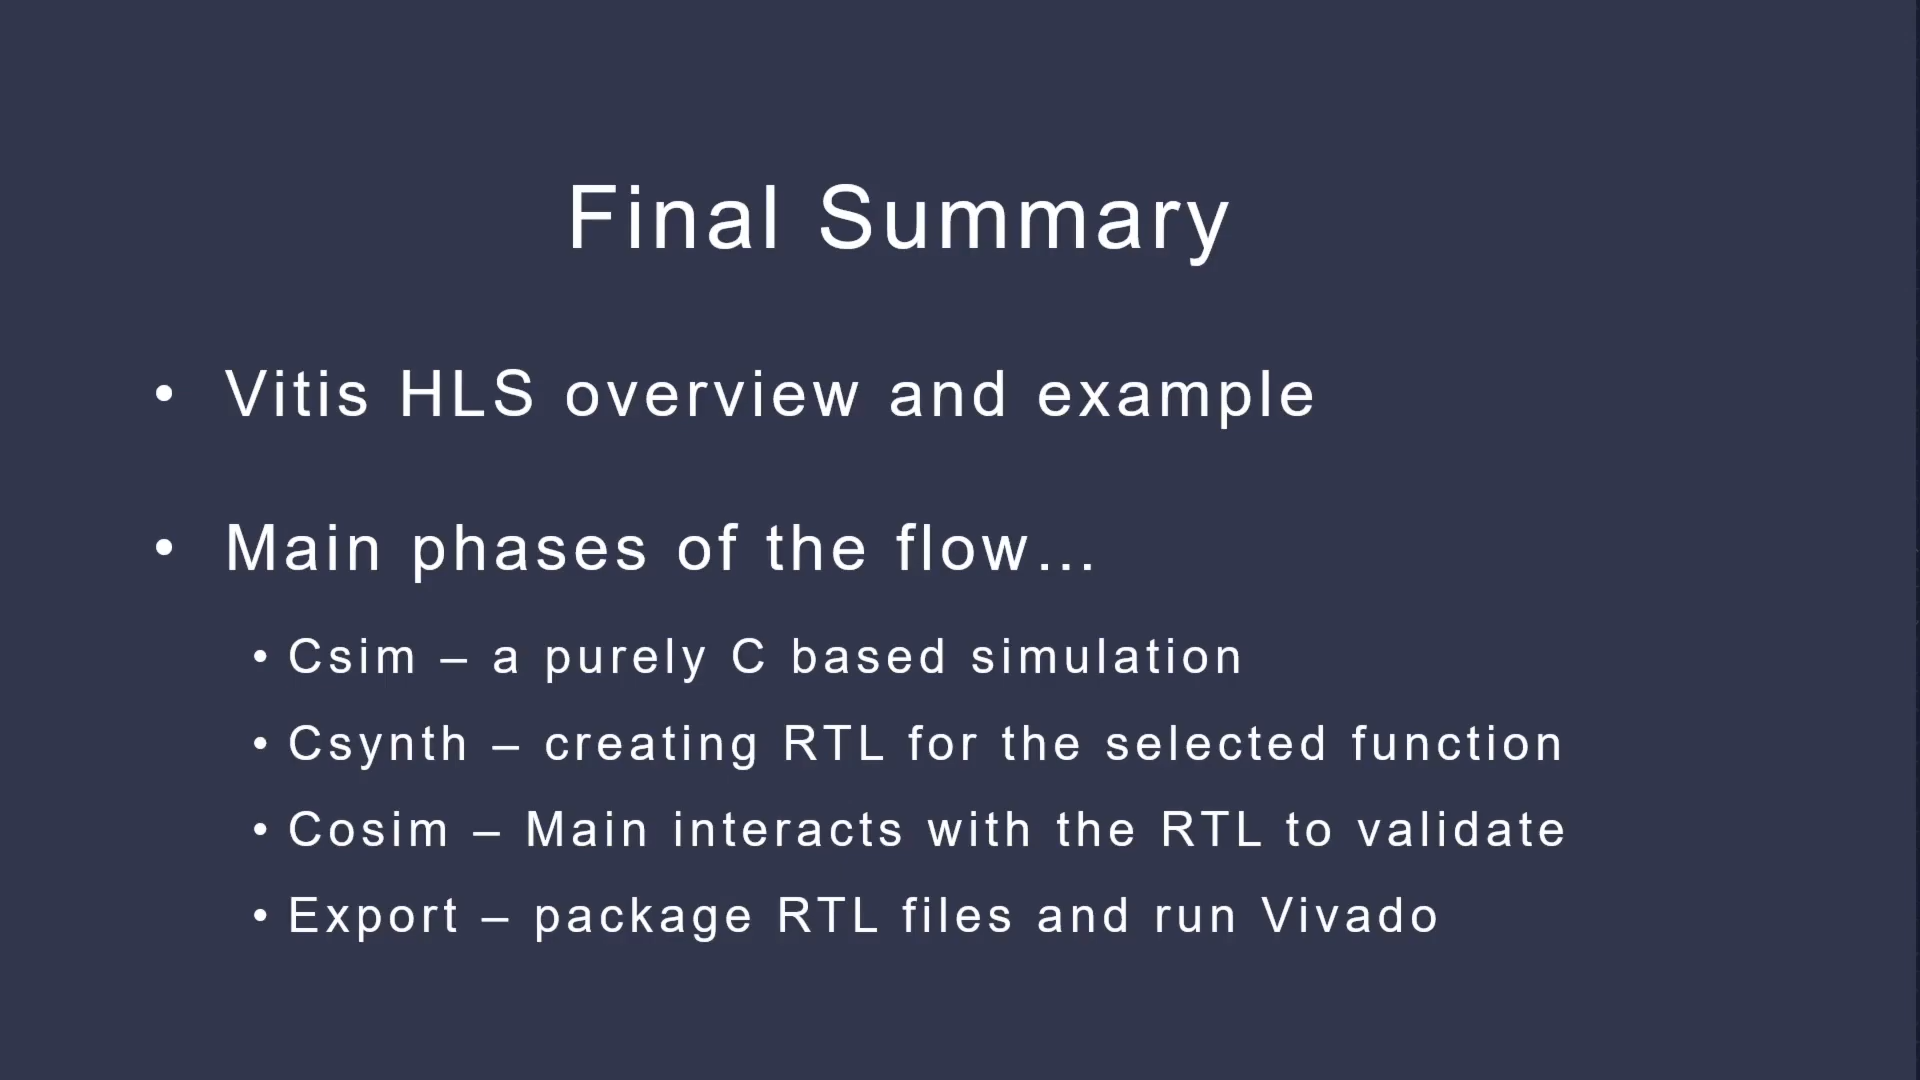 Final Summary
• Vitis HLS overview and example
• Main phases of the flow...
• Csim – a purely C based simulation
• Csynth – creating RTL for the selected function
• Cosim – Main interacts with the RTL to validate
• Export – package RTL files and run Vivado